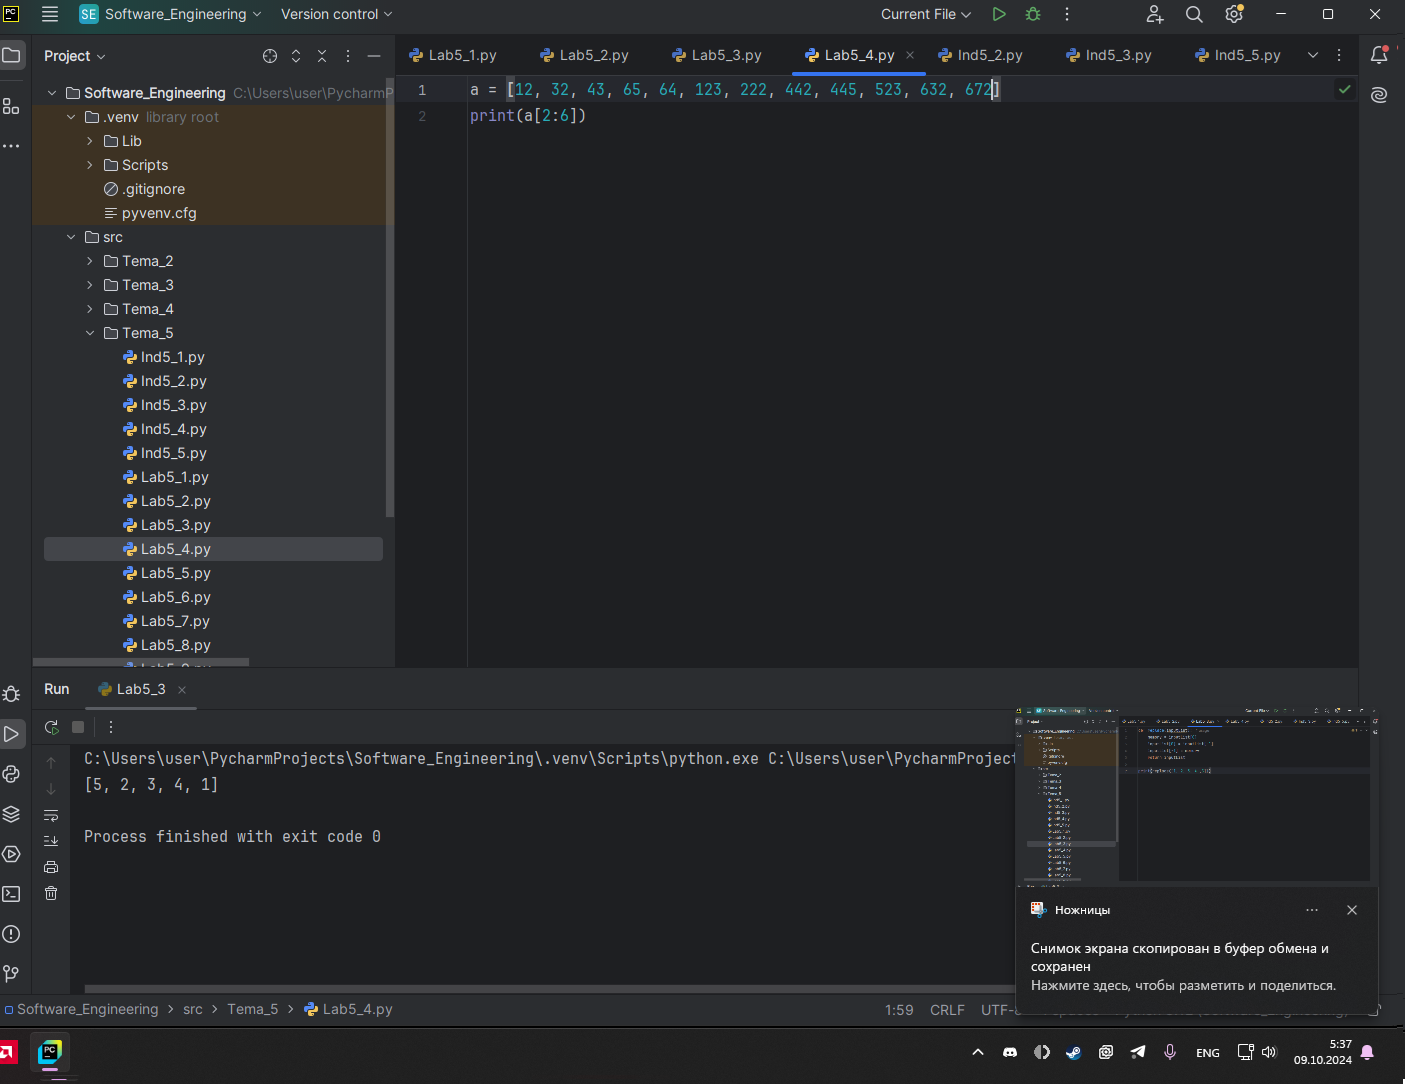 PC
SE Software_Engineering
Version control
Current File
Project
Lab5_1.py
Lab5_2.py
Lab5_3.py
Lab5_4.py
Ind5_2.py
Ind5_3.py
Ind5_5.py
Software_Engineering C:\Users\user\PycharmP
.venv library root
Lib
Scripts
.gitignore
pyvenv.cfg
src
Tema_2
Tema_3
Tema_4
Tema_5
Ind5_1.py
Ind5_2.py
Ind5_3.py
Ind5_4.py
Ind5_5.py
Lab5_1.py
Lab5_2.py
Lab5_3.py
Lab5_4.py
Lab5_5.py
Lab5_6.py
Lab5_7.py
Lab5_8.py
1 a = [12, 32, 43, 65, 64, 123, 222, 442, 445, 523, 632, 672]
2 print(a[2:6])
Run
Lab5_3
C:\Users\user\PycharmProjects\Software_Engineering\.venv\Scripts\python.exe C:\Users\user\PycharmProject
[5, 2, 3, 4, 1]
Process finished with exit code 0
Ножницы
Снимок экрана скопирован в буфер обмена и
сохранен
Нажмите здесь, чтобы разметить и поделиться.
Software_Engineering
src
Tema_5
Lab5_4.py
1:59
CRLF
PC
ENG
5:37
09.10.2024